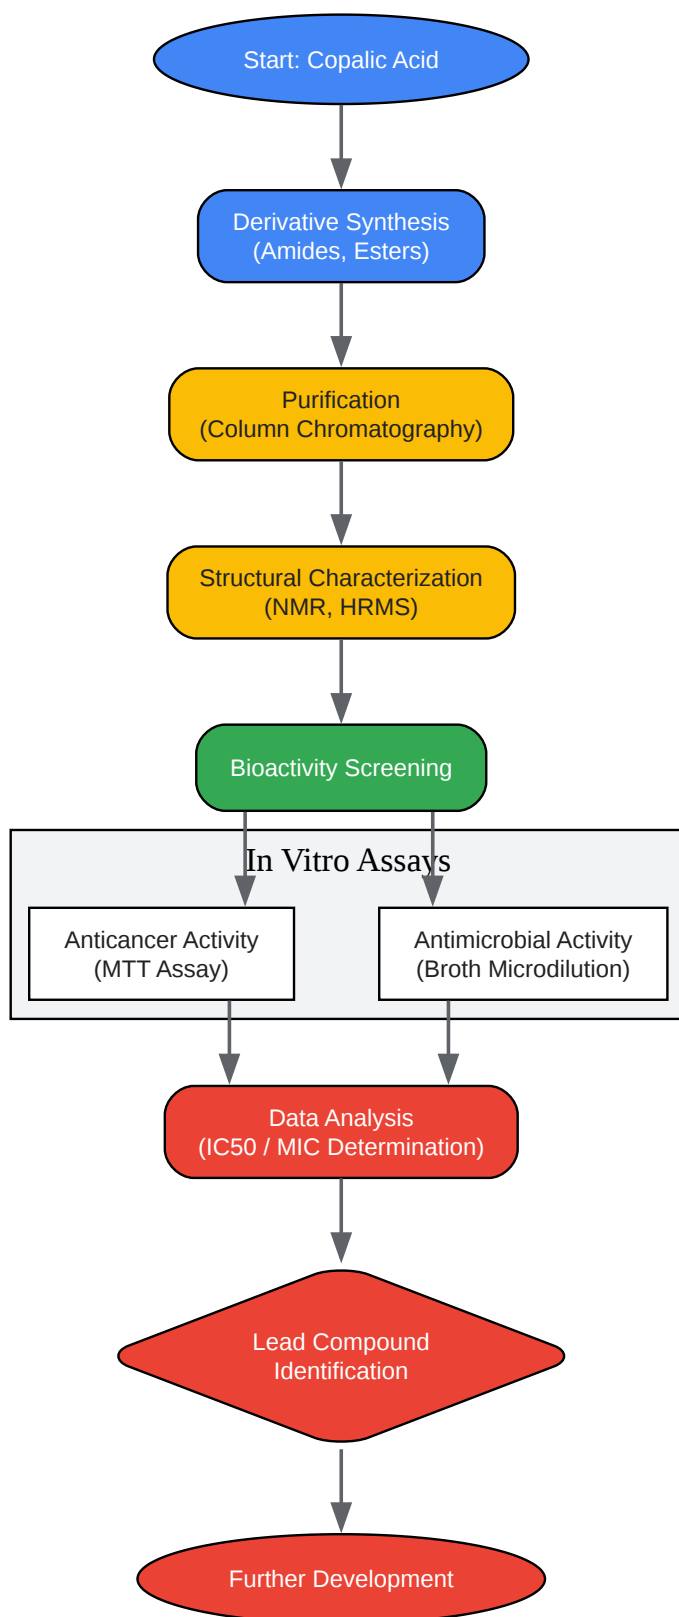 Start: Copalic Acid
Derivative Synthesis
(Amides, Esters)
Purification
(Column Chromatography)
Structural Characterization
(NMR, HRMS)
Bioactivity Screening
In Vitro Assays
Anticancer Activity
(MTT Assay)
Antimicrobial Activity
(Broth Microdilution)
Data Analysis
(IC50 / MIC Determination)
Lead Compound
Identification
Further Development